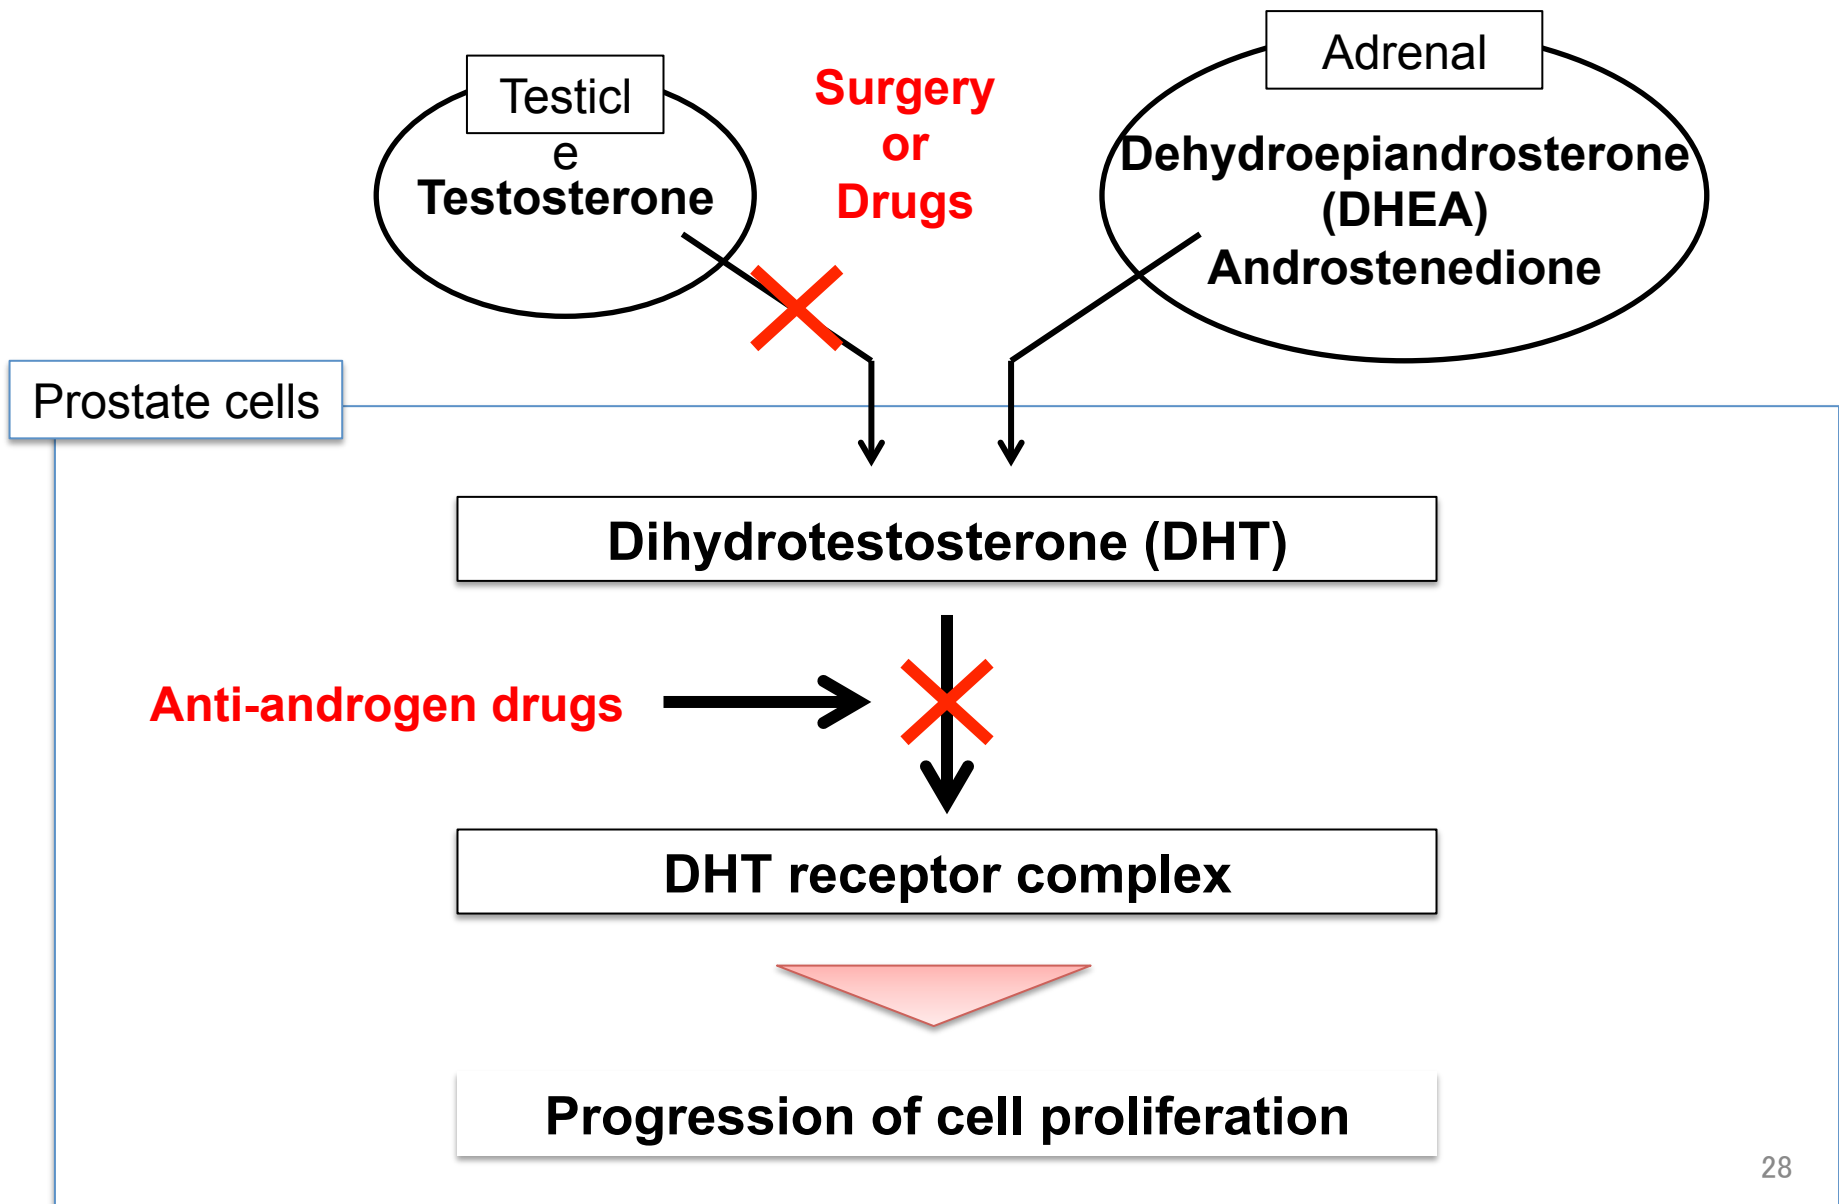 Testicl
e
Testosterone
Surgery
or
Drugs
Adrenal
Dehydroepiandrosterone
(DHEA)
Androstenedione
Prostate cells
Dihydrotestosterone (DHT)
Anti-androgen drugs
DHT receptor complex
Progression of cell proliferation
28